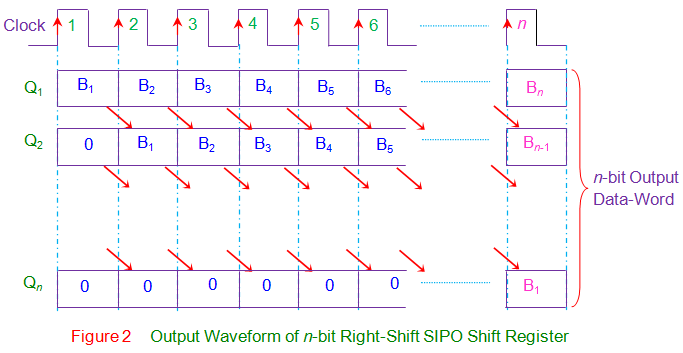 Clock 1 2 3 4 5 6 n
Q1 B1 B2 B3 B4 B5 B6 Bn
Q2 0 B1 B2 B3 B4 B5 Bn-1
n-bit Output
Data-Word
Qn 0 0 0 0 0 0 B1
Figure 2 Output Waveform of n-bit Right-Shift SIPO Shift Register